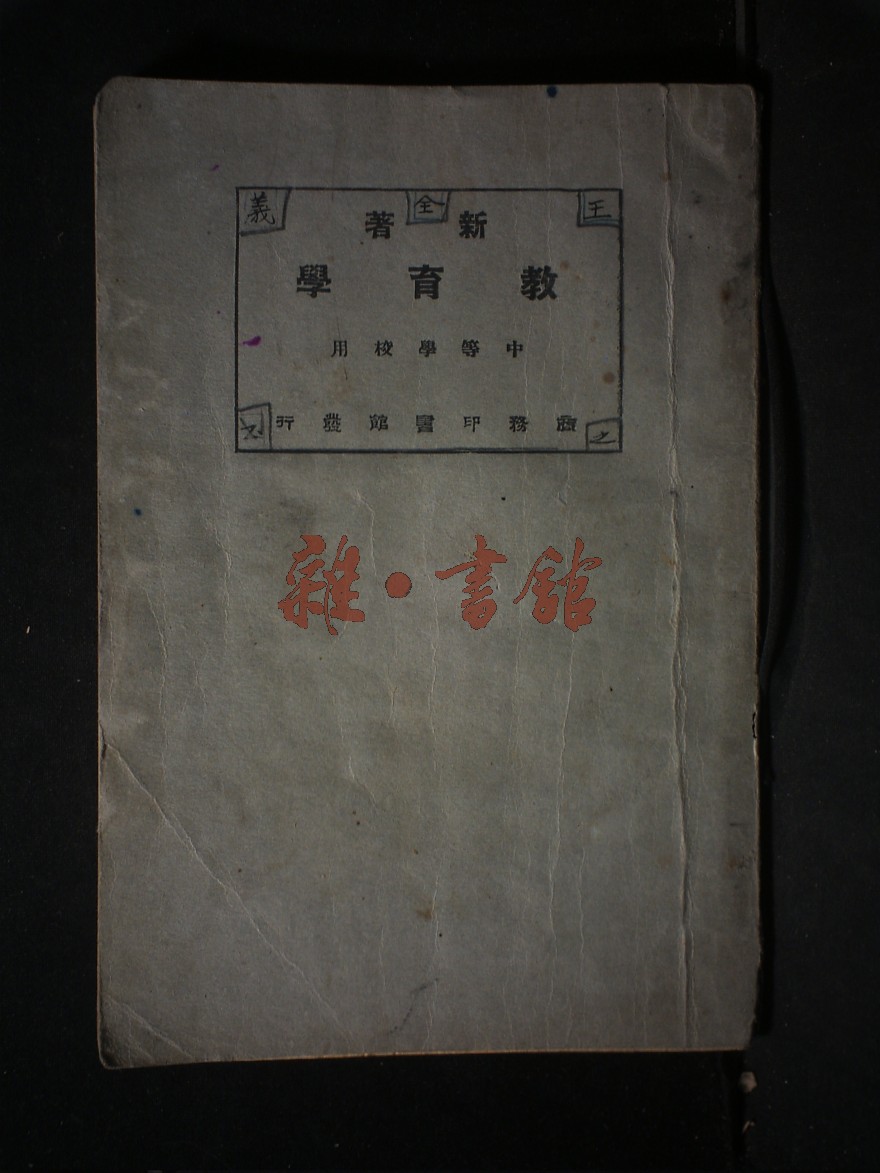 王全義
新著
教育學
中等學校用
商務印書館發行
之
雜·書館